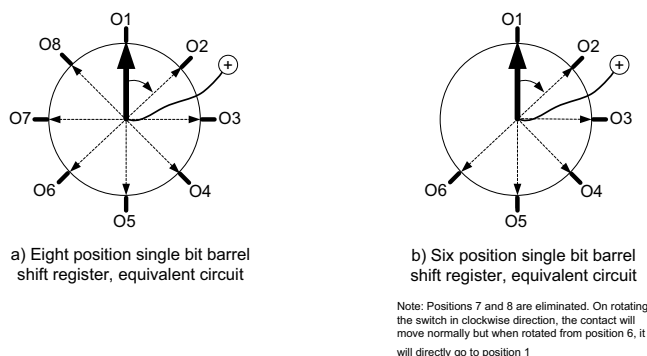 O1
O8
O2
+
O7
O3
O6
O4
O5
a) Eight position single bit barrel
shift register, equivalent circuit
O1
O2
+
O3
O6
O4
O5
b) Six position single bit barrel
shift register, equivalent circuit
Note: Positions 7 and 8 are eliminated. On rotating
the switch in clockwise direction, the contact will
move normally but when rotated from position 6, it
will directly go to position 1